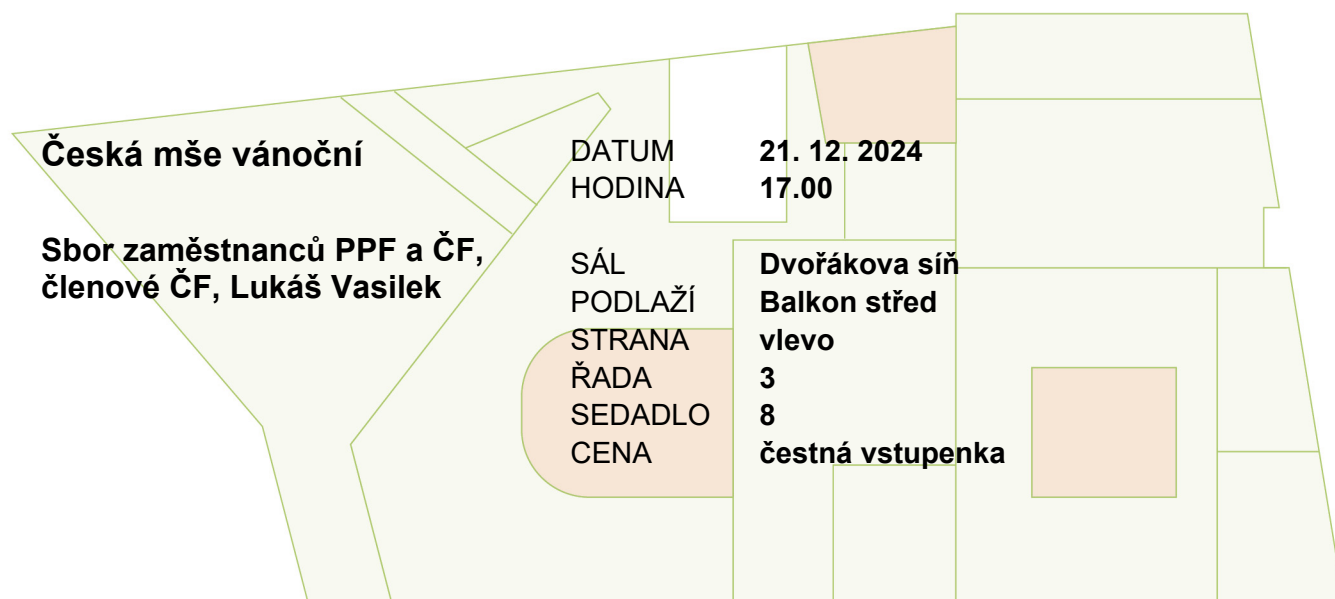 Česká mše vánoční
Sbor zaměstnanců PPF a ČF,
členové ČF, Lukáš Vasilek
DATUM 21. 12. 2024
HODINA 17.00
SÁL Dvořákova síň
PODLAŽÍ Balkon střed
STRANA vlevo
ŘADA 3
SEDADLO 8
CENA čestná vstupenka